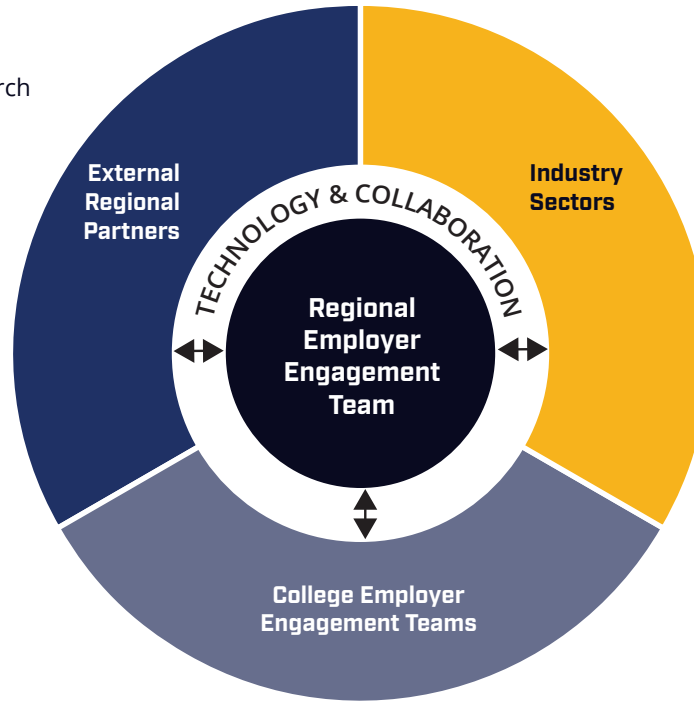 rch
External
Regional
Partners
Industry
Sectors
TECHNOLOGY & COLLABORATION
Regional
Employer
Engagement
Team
College Employer
Engagement Teams